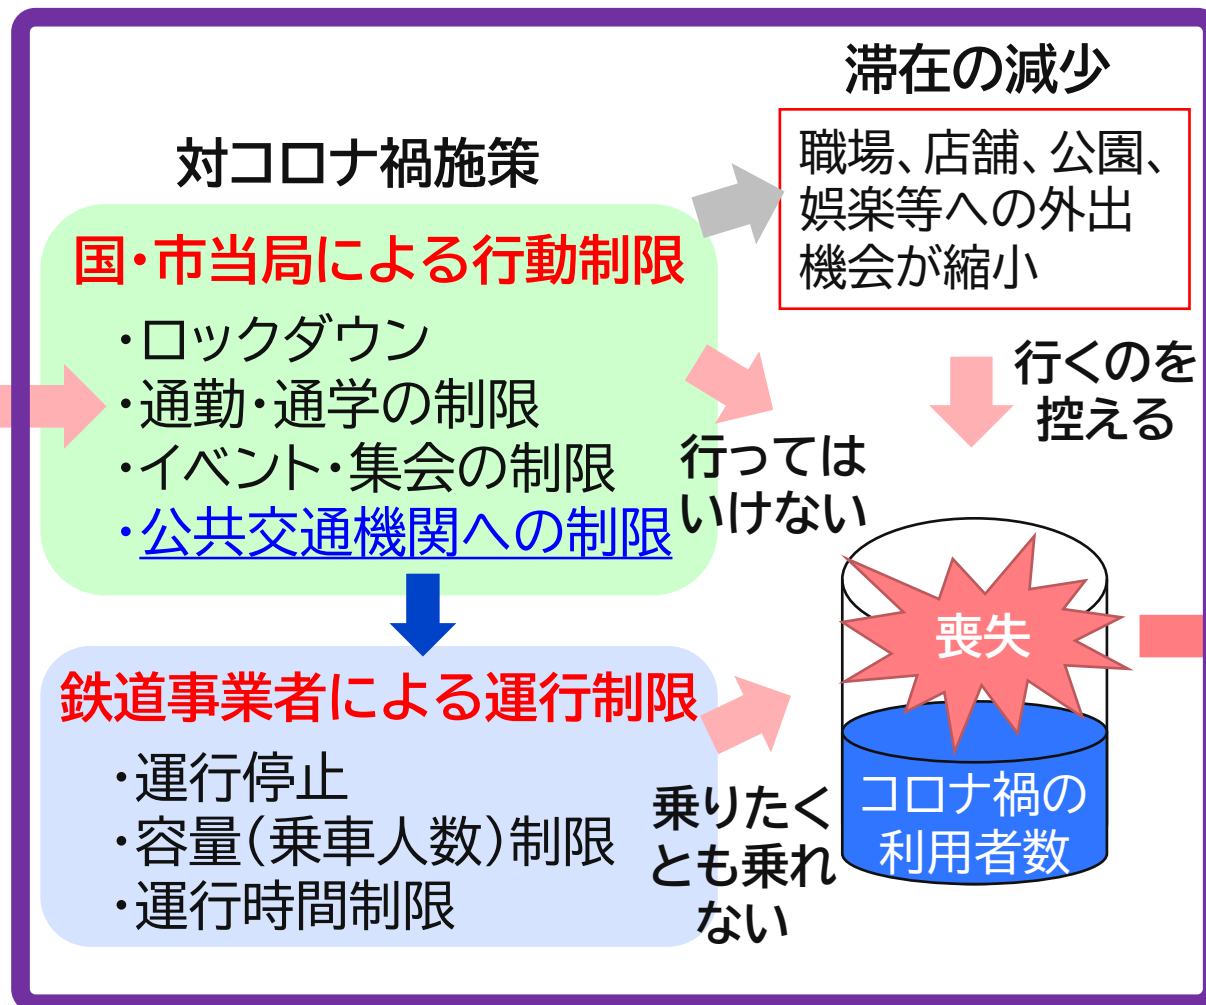 滞在の減少
職場、店舗、公園、
娯楽等への外出
機会が縮小
対コロナ禍施策
国・市当局による行動制限
・ロックダウン
・通勤・通学の制限
・イベント・集会の制限
・公共交通機関への制限
行くのを
控える
行っては
いけない
鉄道事業者による運行制限
・運行停止
・容量(乗車人数)制限
・運行時間制限
乗りたく
とも乗れ
ない
喪失
コロナ禍の
利用者数